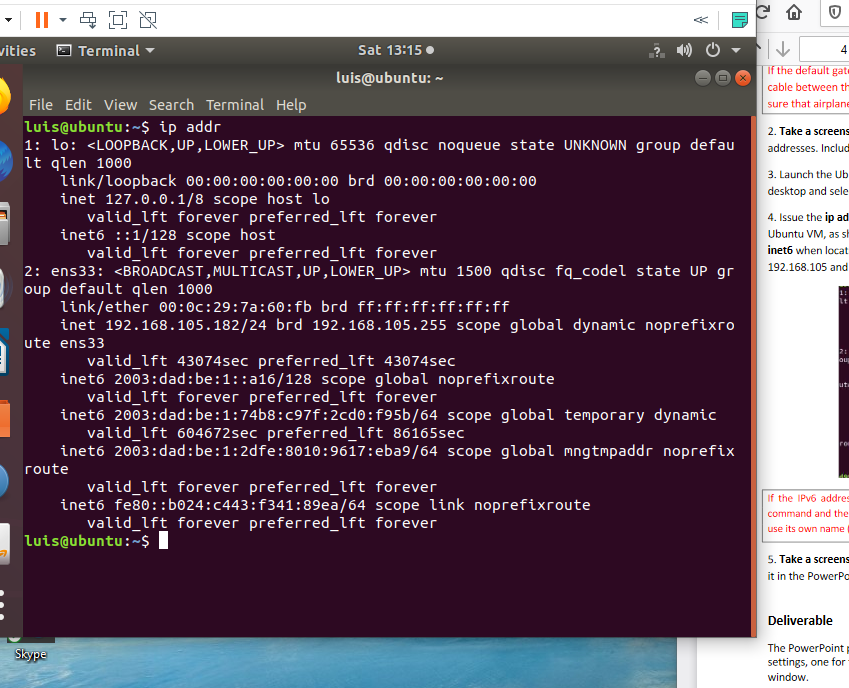 vities
Terminal
Sat 13:15
luis@ubuntu: ~
File Edit View Search Terminal Help
luis@ubuntu:~$ ip addr
1: lo: <LOOPBACK,UP,LOWER_UP> mtu 65536 qdisc noqueue state UNKNOWN group defau
lt qlen 1000
link/loopback 00:00:00:00:00:00 brd 00:00:00:00:00:00
inet 127.0.0.1/8 scope host lo
valid_lft forever preferred_lft forever
inet6 ::1/128 scope host
valid_lft forever preferred_lft forever
2: ens33: <BROADCAST,MULTICAST,UP,LOWER_UP> mtu 1500 qdisc fq_codel state UP gr
oup default qlen 1000
link/ether 00:0c:29:7a:60:fb brd ff:ff:ff:ff:ff:ff
inet 192.168.105.182/24 brd 192.168.105.255 scope global dynamic noprefixro
ute ens33
valid_lft 43074sec preferred_lft 43074sec
inet6 2003:dad:be:1::a16/128 scope global noprefixroute
valid_lft forever preferred_lft forever
inet6 2003:dad:be:1:74b8:c97f:2cd0:f95b/64 scope global temporary dynamic
valid_lft 604672sec preferred_lft 86165sec
inet6 2003:dad:be:1:2dfe:8010:9617:eba9/64 scope global mngtmpaddr noprefix
route
valid_lft forever preferred_lft forever
inet6 fe80::b024:c443:f341:89ea/64 scope link noprefixroute
valid_lft forever preferred_lft forever
luis@ubuntu:~$
Skype
4
If the default gat
cable between th
sure that airplane
2. Take a screens
addresses. Includ
3. Launch the Ub
desktop and sele
4. Issue the ip ad
Ubuntu VM, as sh
inet6 when locat
192.168.105 and
1:
lt
2:
oup
ute
rou
If the IPv6 addres
command and the
use its own name (
5. Take a screens
it in the PowerPo
Deliverable
The PowerPoint p
settings, one for
window.